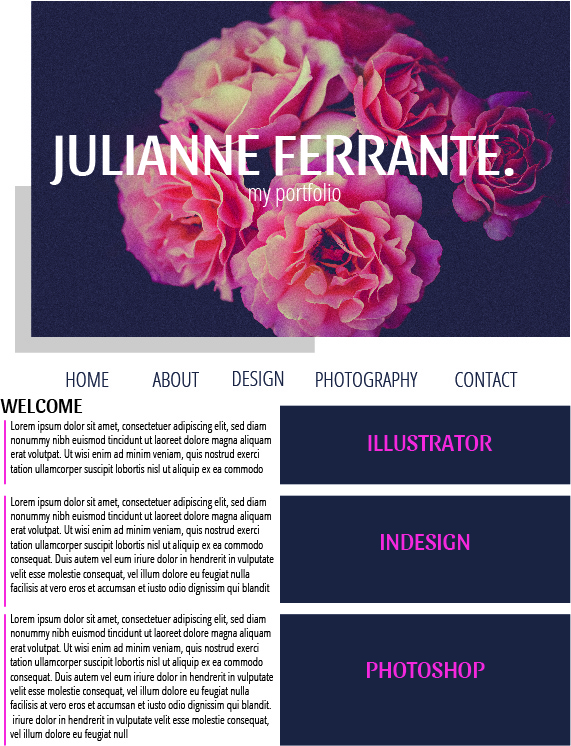 JULIANNE FERRANTE.
my portfolio
HOME ABOUT DESIGN PHOTOGRAPHY CONTACT
WELCOME
Lorem ipsum dolor sit amet, consectetuer adipiscing elit, sed diam
nonummy nibh euismod tincidunt ut laoreet dolore magna aliquam
erat volutpat. Ut wisi enim ad minim veniam, quis nostrud exerci
tation ullamcorper suscipit lobortis nisl ut aliquip ex ea commodo
ILLUSTRATOR
Lorem ipsum dolor sit amet, consectetuer adipiscing elit, sed diam
nonummy nibh euismod tincidunt ut laoreet dolore magna aliquam
erat volutpat. Ut wisi enim ad minim veniam, quis nostrud exerci
tation ullamcorper suscipit lobortis nisl ut aliquip ex ea commodo
consequat. Duis autem vel eum iriure dolor in hendrerit in vulputate
velit esse molestie consequat, vel illum dolore eu feugiat nulla
facilisis at vero eros et accumsan et iusto odio dignissim qui blandit
INDESIGN
Lorem ipsum dolor sit amet, consectetuer adipiscing elit, sed diam
nonummy nibh euismod tincidunt ut laoreet dolore magna aliquam
erat volutpat. Ut wisi enim ad minim veniam, quis nostrud exerci
tation ullamcorper suscipit lobortis nisl ut aliquip ex ea commodo
consequat. Duis autem vel eum iriure dolor in hendrerit in vulputate
velit esse molestie consequat, vel illum dolore eu feugiat nulla
facilisis at vero eros et accumsan et iusto odio dignissim qui blandit.
iriure dolor in hendrerit in vulputate velit esse molestie consequat,
vel illum dolore eu feugiat null
PHOTOSHOP